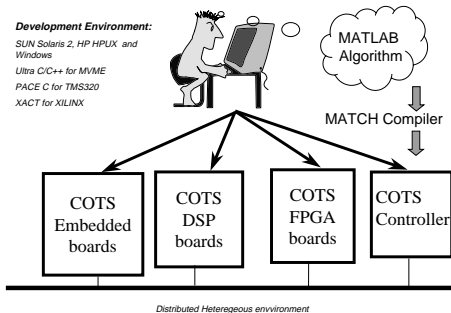 Development Environment:
SUN Solaris 2, HP HPUX and
Windows
Ultra C/C++ for MVME
PACE C for TMS320
XACT for XILINX
MATLAB
Algorithm
MATCH Compiler
COTS
Embedded
boards
COTS
DSP
boards
COTS
FPGA
boards
COTS
Controller
Distributed Heteregeous envvironment